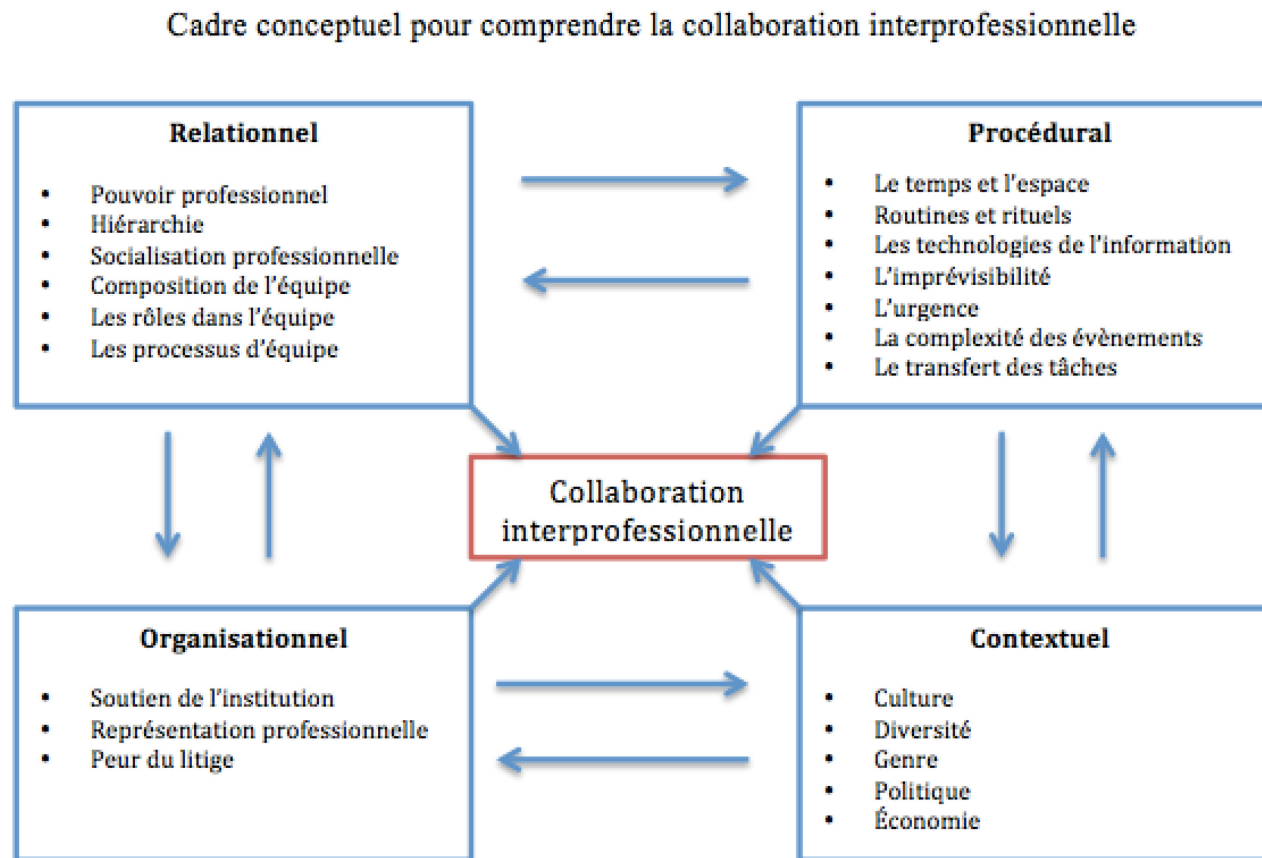 Cadre conceptuel pour comprendre la collaboration interprofessionnelle
Relationnel
• Pouvoir professionnel
• Hiérarchie
• Socialisation professionnelle
• Composition de l'équipe
• Les rôles dans l'équipe
• Les processus d'équipe
Procédural
• Le temps et l'espace
• Routines et rituels
• Les technologies de l'information
• L'imprévisibilité
• L'urgence
• La complexité des évènements
• Le transfert des tâches
Collaboration
interprofessionnelle
Organisationnel
• Soutien de l'institution
• Représentation professionnelle
• Peur du litige
Contextuel
• Culture
• Diversité
• Genre
• Politique
• Économie